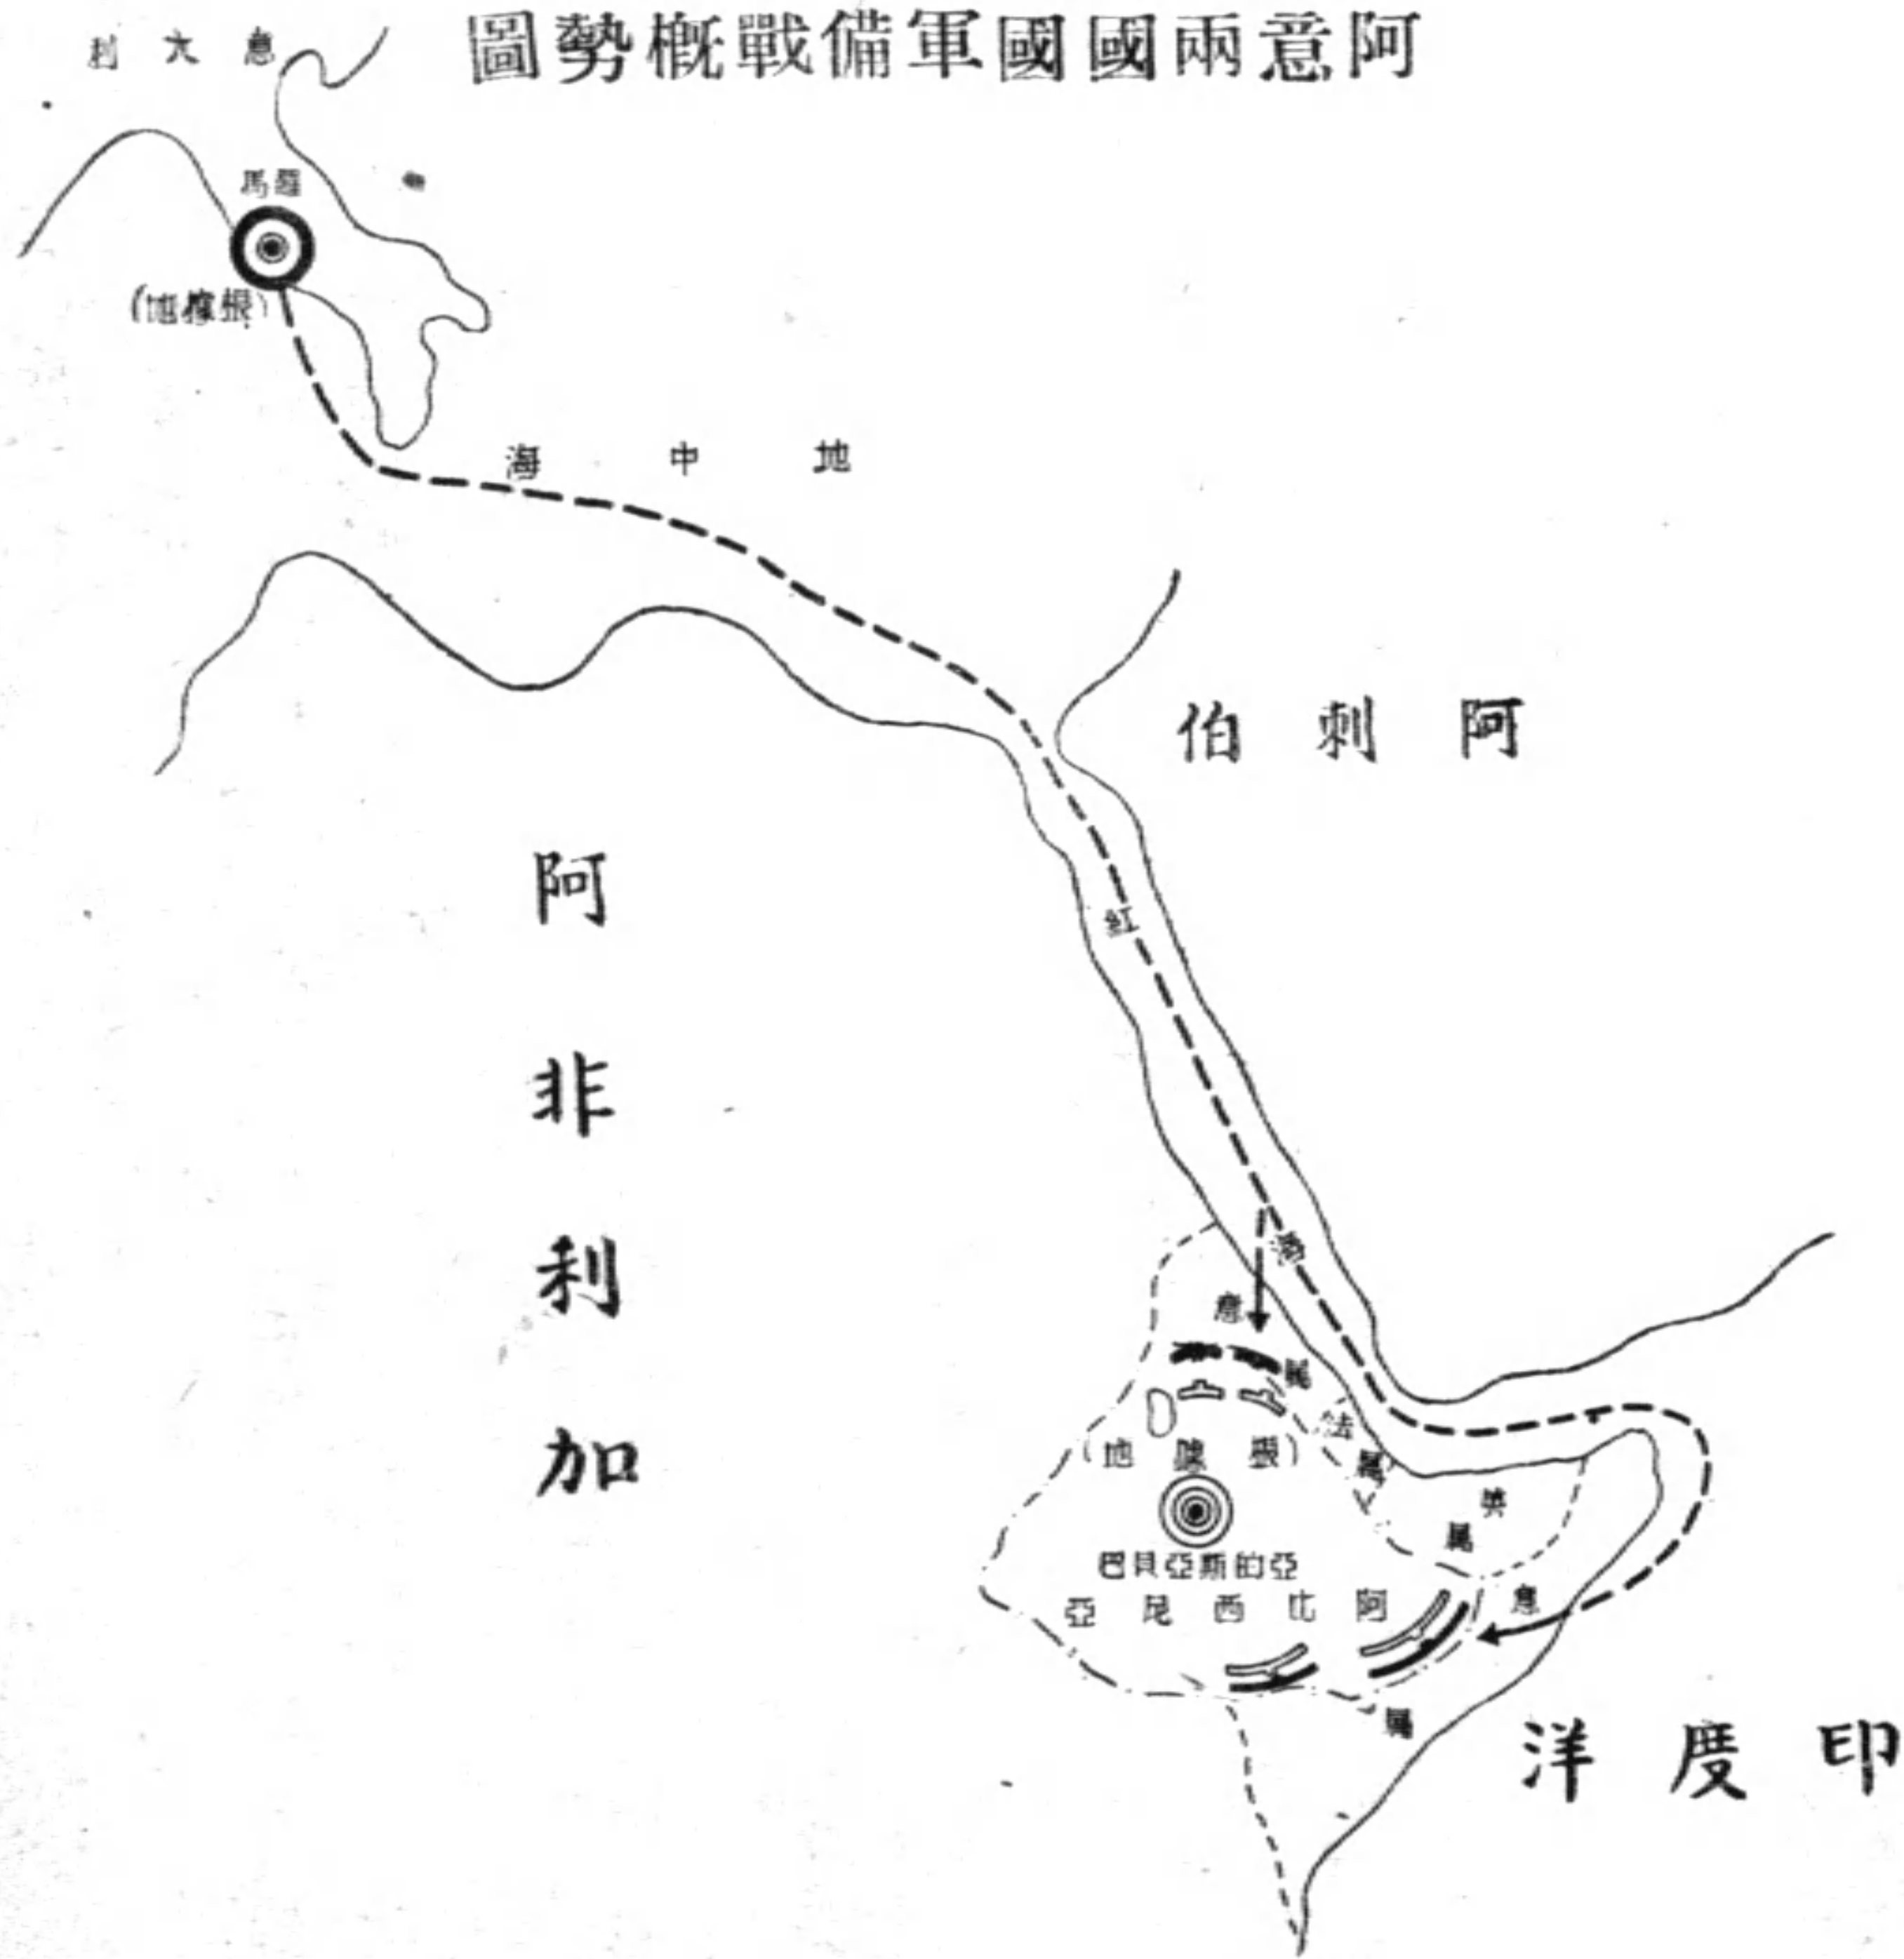 阿意兩國國軍備戰槪勢圖
意大利
羅馬
(根據地)
地中海
阿剌伯
阿非利加
紅海
意屬
法屬
英屬
(根據地)
亞的斯亞貝巴
阿比西尼亞
意屬
印度洋